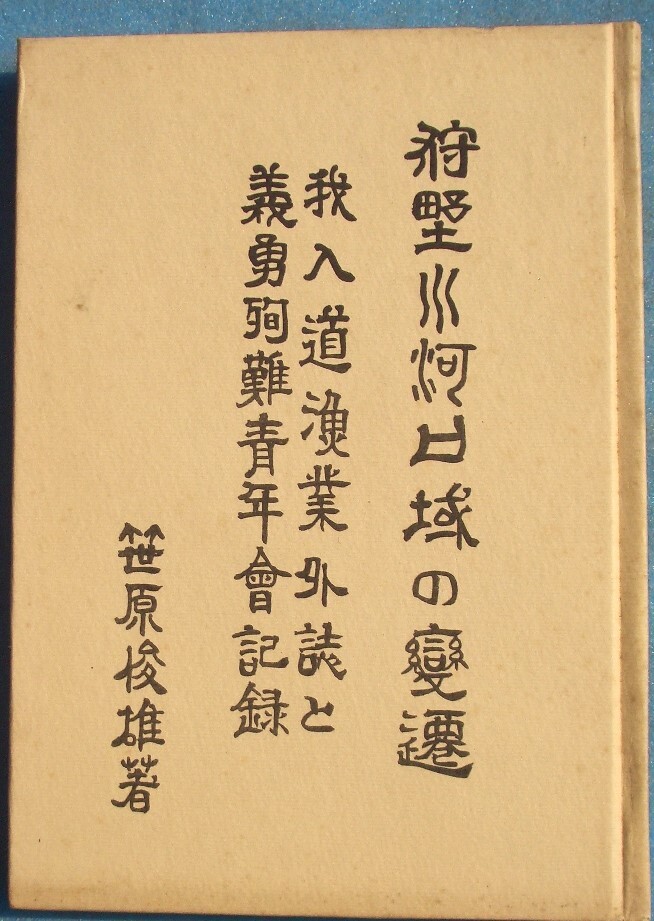 狩野川河口域の變遷
我入道漁業外誌と
義勇殉難青年會記録
笹原俊雄著